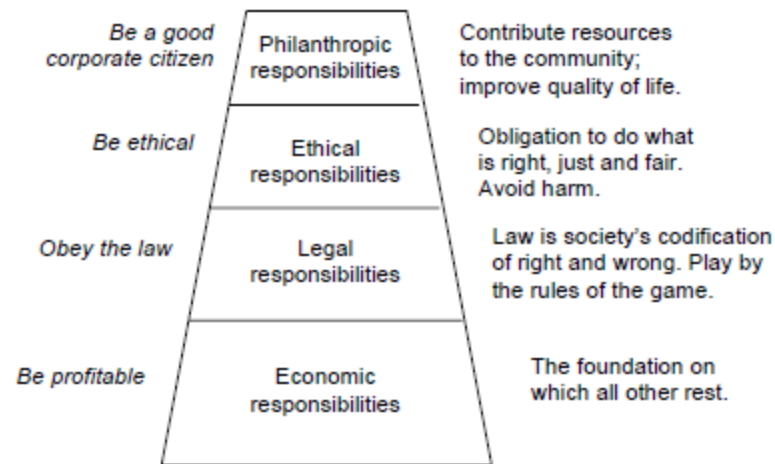 Be a good
corporate citizen
Philanthropic
responsibilities
Contribute resources
to the community;
improve quality of life.
Be ethical
Ethical
responsibilities
Obligation to do what
is right, just and fair.
Avoid harm.
Obey the law
Legal
responsibilities
Law is society's codification
of right and wrong. Play by
the rules of the game.
Be profitable
Economic
responsibilities
The foundation on
which all other rest.